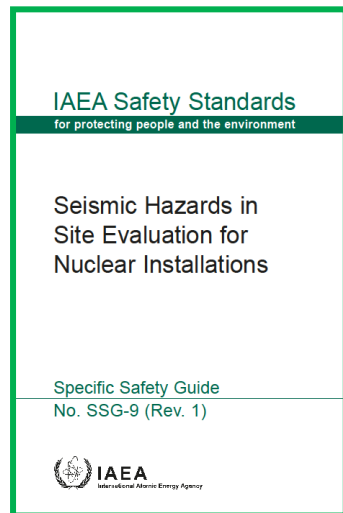 IAEA Safety Standards
for protecting people and the environment
Seismic Hazards in
Site Evaluation for
Nuclear Installations
Specific Safety Guide
No. SSG-9 (Rev. 1)
IAEA
International Atomic Energy Agency